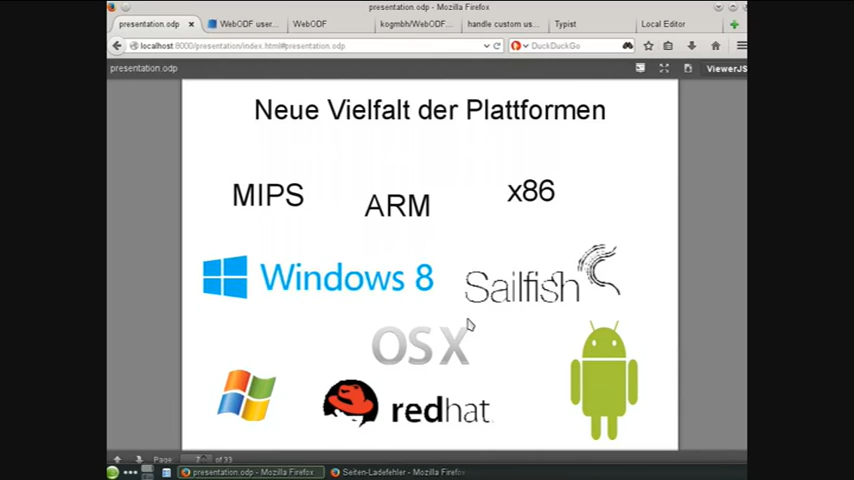 presentation.odp - Mozilla Firefox
presentation.odp × WebODF user... WebODF kogmbh/WebODF... handle custom us... Typist Local Editor
localhost:8000/presentation/index.html#presentation.odp DuckDuckGo
presentation.odp ViewerJS
Neue Vielfalt der Plattformen
MIPS ARM x86
Windows 8 Sailfish
OS X
redhat.
Page: 7 of 33
presentation.odp - Mozilla Firefox Seiten-Ladefehler - Mozilla Firefox